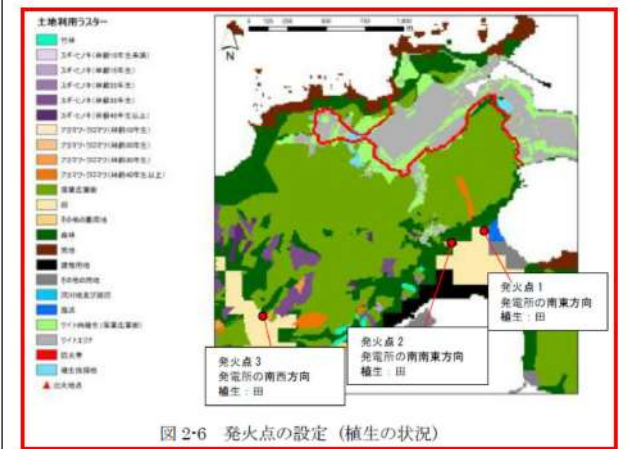 土地利用ラスター
竹林
スギ・ヒノキ(林齢10年生未満)
スギ・ヒノキ(林齢10年生)
スギ・ヒノキ(林齢20年生)
スギ・ヒノキ(林齢30年生)
スギ・ヒノキ(林齢40年生以上)
アカマツ・クロマツ(林齢10年生)
アカマツ・クロマツ(林齢20年生)
アカマツ・クロマツ(林齢30年生)
アカマツ・クロマツ(林齢40年生以上)
落葉広葉樹
田
その他の農用地
森林
荒地
建物用地
その他の用地
河川地及び湖沼
海浜
サイト内植生(落葉広葉樹)
サイトエリア
防火帯
出火地点
N
発火点1
発電所の南東方向
植生:田
発火点2
発電所の南南東方向
植生:田
発火点3
発電所の南西方向
植生:田
図 2-6 発火点の設定(植生の状況)